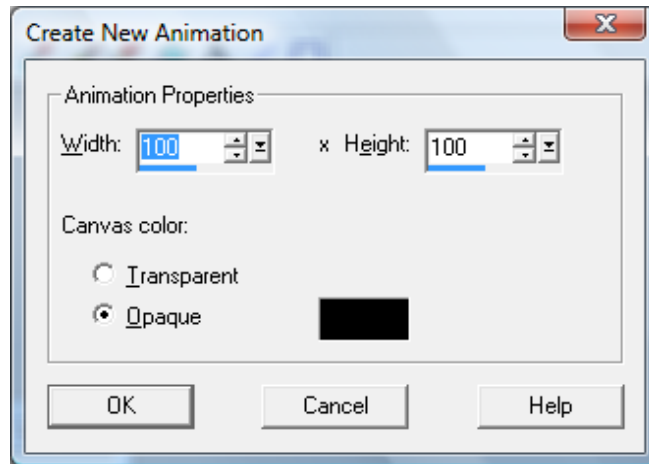 Create New Animation
Animation Properties
Width: 100 x Height: 100
Canvas color:
Transparent
Opaque
OK Cancel Help